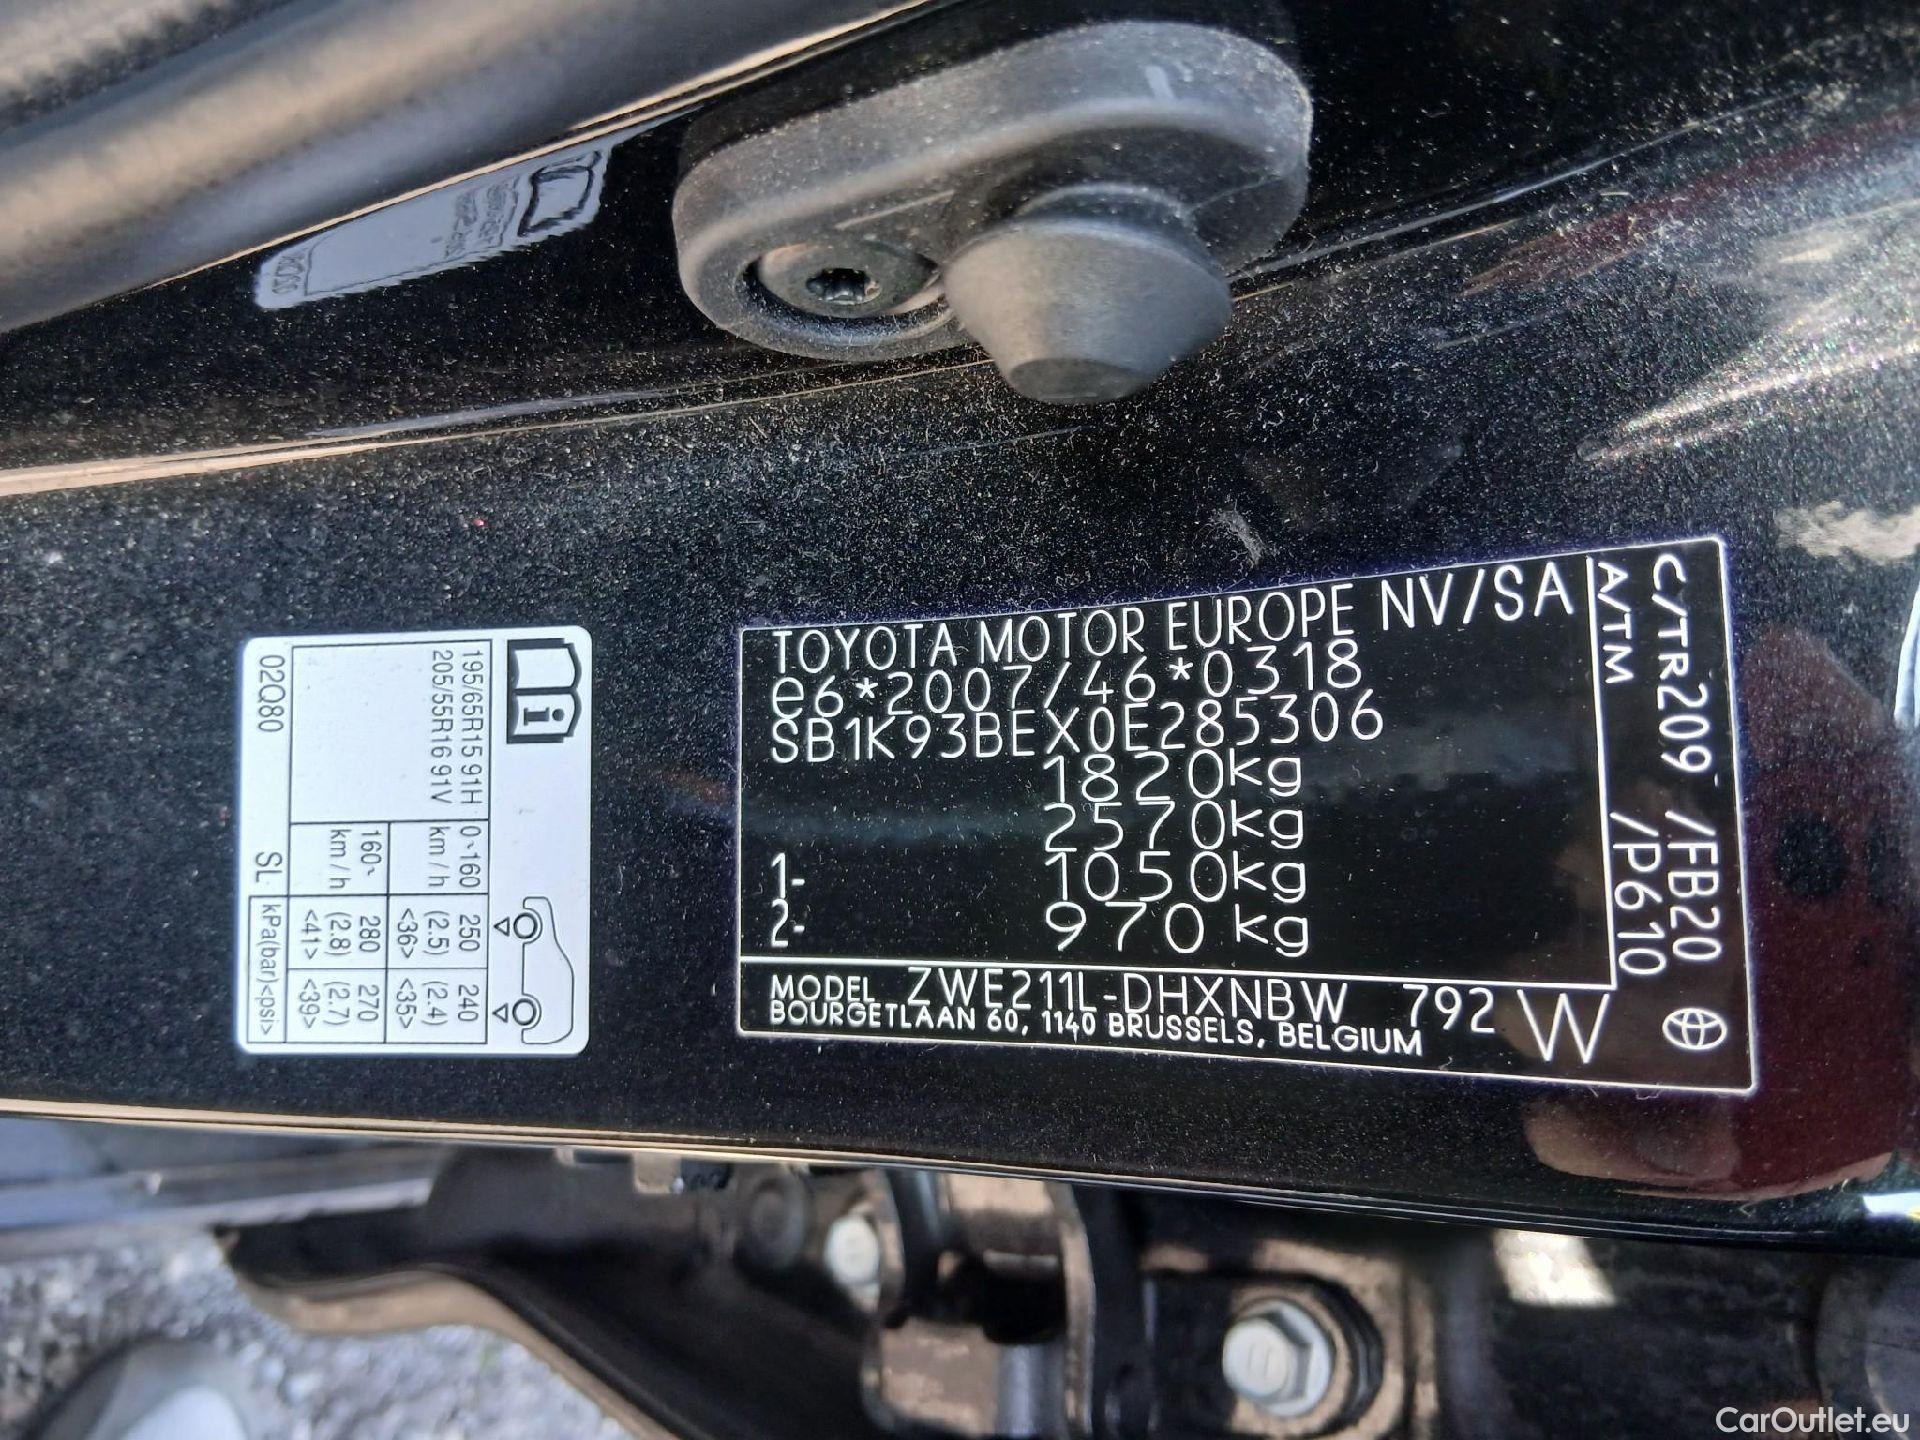 TOYOTA MOTOR EUROPE NV/SA
e6*2007/46*0318
SB1K93BEX0E285306
1820kg
2570kg
1- 1050kg
2- 970kg
MODEL ZWE211L-DHXNBW 792 W
BOURGETLAAN 60, 1140 BRUSSELS, BELGIUM
C/TR209 /FB20
A/TM /P610
i
195/65R15 91H
205/55R16 91V
0~160 km/h
250 (2.5) <36>
240 (2.4) <35>
160~ km/h
280 (2.8) <41>
270 (2.7) <39>
02Q80 SL kPa(bar)<psi>
CarOutlet.eu